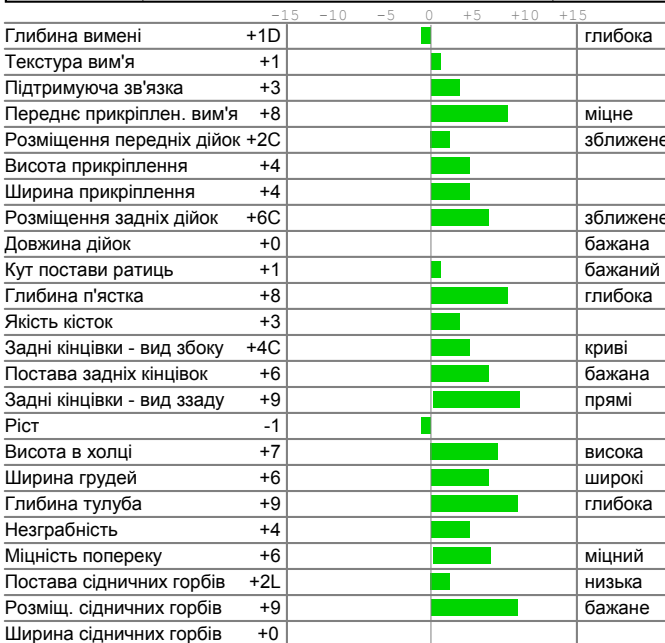 -15 -10 -5 0 +5 +10 +15
Глибина вимені +1D глибока
Текстура вим'я +1
Підтримуюча зв'язка +3
Переднє прикріплен. вим'я +8 міцне
Розміщення передніх дійок +2C зближене
Висота прикріплення +4
Ширина прикріплення +4
Розміщення задніх дійок +6C зближене
Довжина дійок +0 бажана
Кут постави ратиць +1 бажаний
Глибина п'ястка +8 глибока
Якість кісток +3
Задні кінцівки - вид збоку +4C криві
Постава задніх кінцівок +6 бажана
Задні кінцівки - вид ззаду +9 прямі
Ріст -1
Висота в холці +7 висока
Ширина грудей +6 широкі
Глибина тулуба +9 глибока
Незграбність +4
Міцність попереку +6 міцний
Постава сідничних горбів +2L низька
Розміщ. сідничних горбів +9 бажане
Ширина сідничних горбів +0